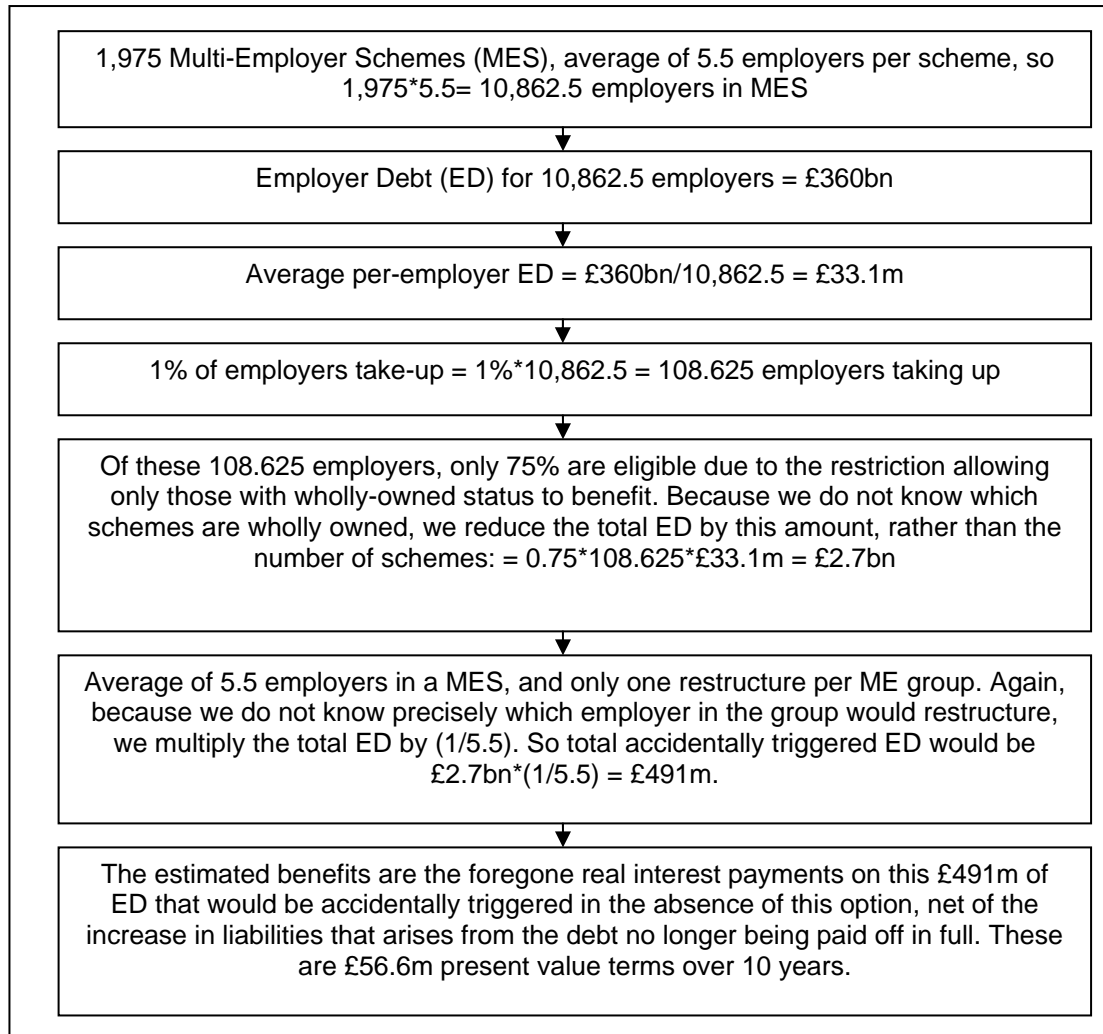 1,975 Multi-Employer Schemes (MES), average of 5.5 employers per scheme, so
1,975*5.5= 10,862.5 employers in MES
Employer Debt (ED) for 10,862.5 employers = £360bn
Average per-employer ED = £360bn/10,862.5 = £33.1m
1% of employers take-up = 1%*10,862.5 = 108.625 employers taking up
Of these 108.625 employers, only 75% are eligible due to the restriction allowing
only those with wholly-owned status to benefit. Because we do not know which
schemes are wholly owned, we reduce the total ED by this amount, rather than the
number of schemes: = 0.75*108.625*£33.1m = £2.7bn
Average of 5.5 employers in a MES, and only one restructure per ME group. Again,
because we do not know precisely which employer in the group would restructure,
we multiply the total ED by (1/5.5). So total accidentally triggered ED would be
£2.7bn*(1/5.5) = £491m.
The estimated benefits are the foregone real interest payments on this £491m of
ED that would be accidentally triggered in the absence of this option, net of the
increase in liabilities that arises from the debt no longer being paid off in full. These
are £56.6m present value terms over 10 years.